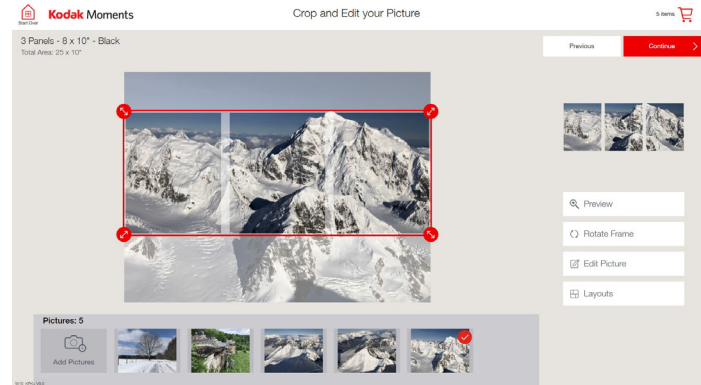 Kodak Moments
Crop and Edit your Picture
5 items
Start Over
3 Panels - 8 x 10" - Black
Total Area: 25 x 10"
Previous
Continue
Preview
Rotate Frame
Edit Picture
Layouts
Pictures: 5
Add Pictures